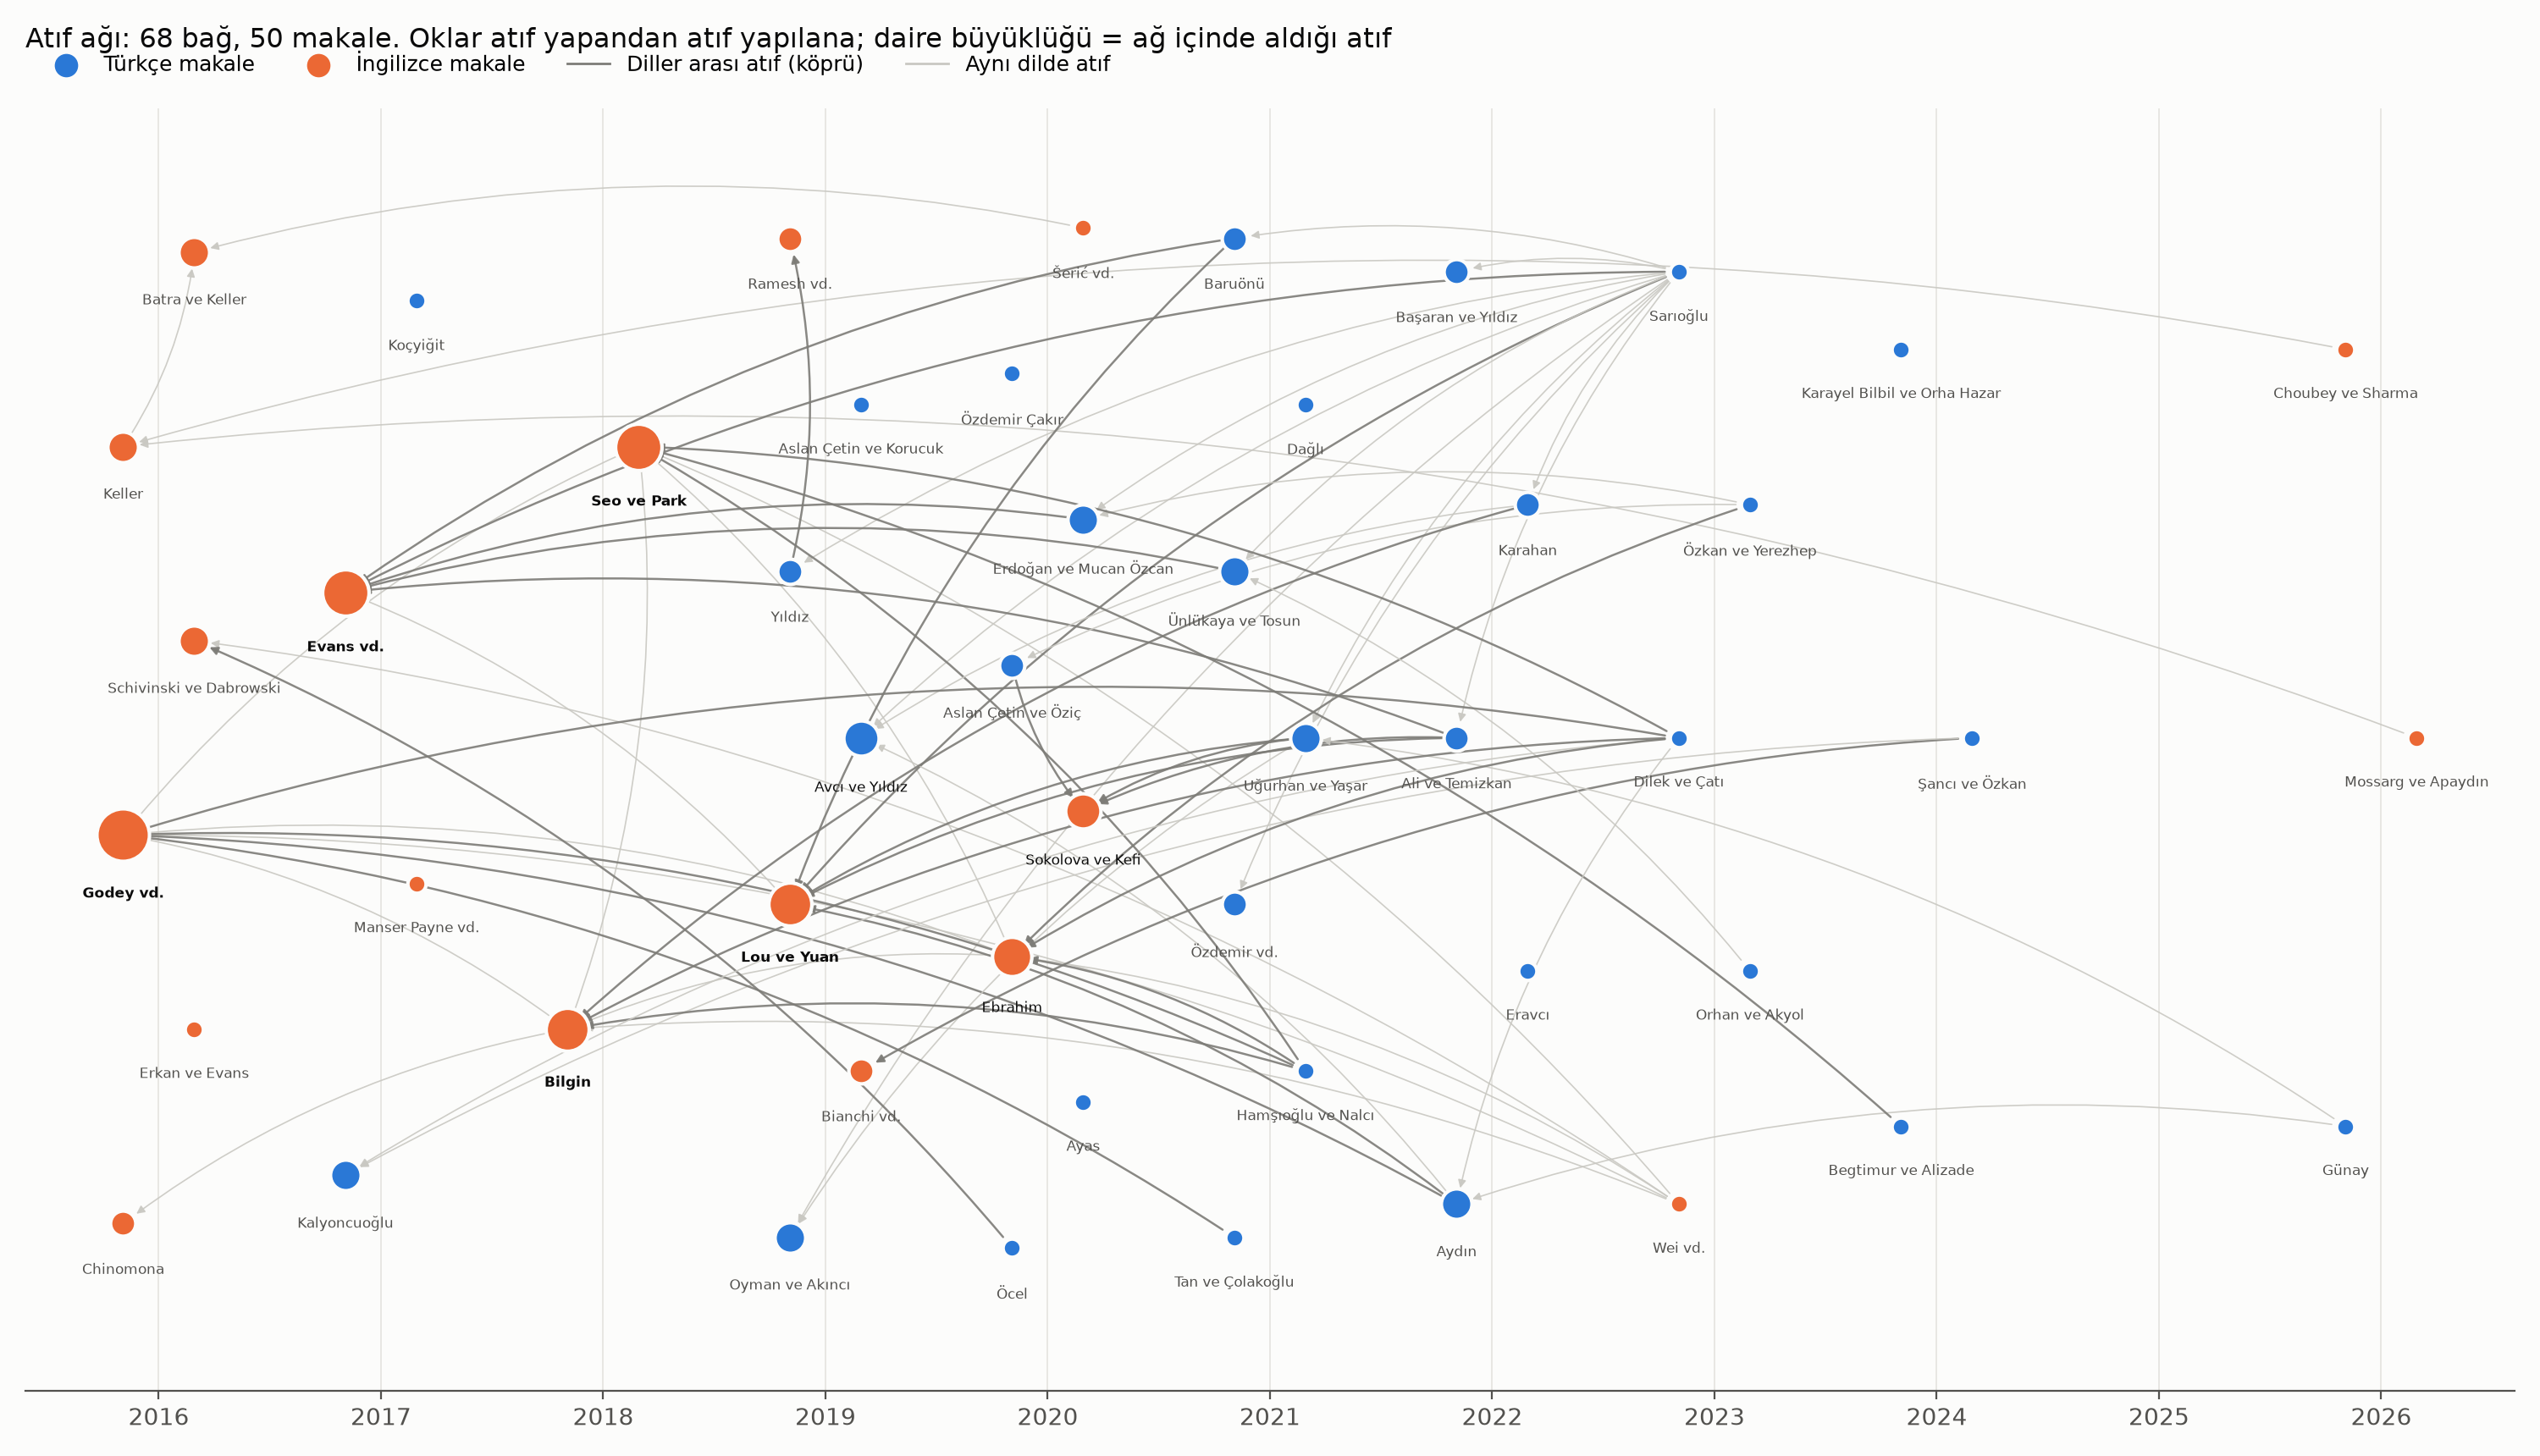 Atıf ağı: 68 bağ, 50 makale. Oklar atıf yapandan atıf yapılana; daire büyüklüğü = ağ içinde aldığı atıf
Türkçe makale İngilizce makale Diller arası atıf (köprü) Aynı dilde atıf
Šerić vd.
Ramesh vd.
Baruönü
Batra ve Keller
Sarıoğlu
Başaran ve Yıldız
Koçyiğit
Karayel Bilbil ve Orha Hazar
Choubey ve Sharma
Özdemir Çakır
Aslan Çetin ve Korucuk
Dağlı
Keller
Seo ve Park
Karahan
Özkan ve Yerezhep
Erdoğan ve Mucan Özcan
Yıldız
Ünlükaya ve Tosun
Evans vd.
Schivinski ve Dabrowski
Aslan Çetin ve Öziç
Avcı ve Yıldız
Uğurhan ve Yaşar
Ali ve Temizkan
Dilek ve Çatı
Şancı ve Özkan
Mossarg ve Apaydın
Sokolova ve Kefi
Godey vd.
Manser Payne vd.
Özdemir vd.
Lou ve Yuan
Ebrahim
Eravcı
Orhan ve Akyol
Erkan ve Evans
Bilgin
Bianchi vd.
Hamşıoğlu ve Nalcı
Ayas
Begtimur ve Alizade
Günay
Kalyoncuoğlu
Wei vd.
Aydın
Chinomona
Oyman ve Akıncı
Tan ve Çolakoğlu
Öcel
2016 2017 2018 2019 2020 2021 2022 2023 2024 2025 2026